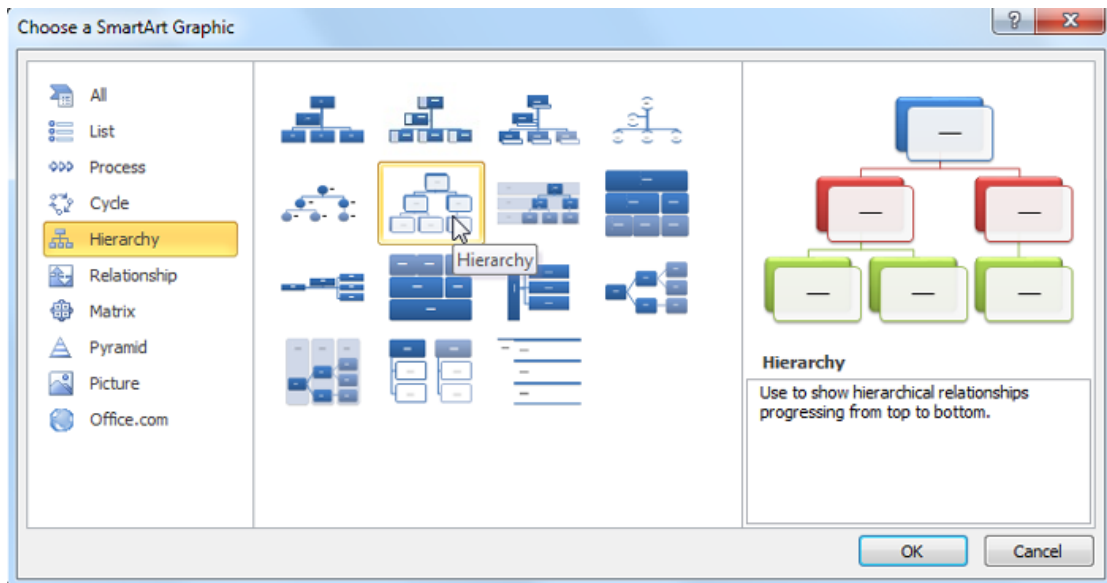 Choose a SmartArt Graphic
?
All
List
Process
Cycle
Hierarchy
Relationship
Matrix
Pyramid
Picture
Office.com
Hierarchy
Hierarchy
Use to show hierarchical relationships
progressing from top to bottom.
OK
Cancel